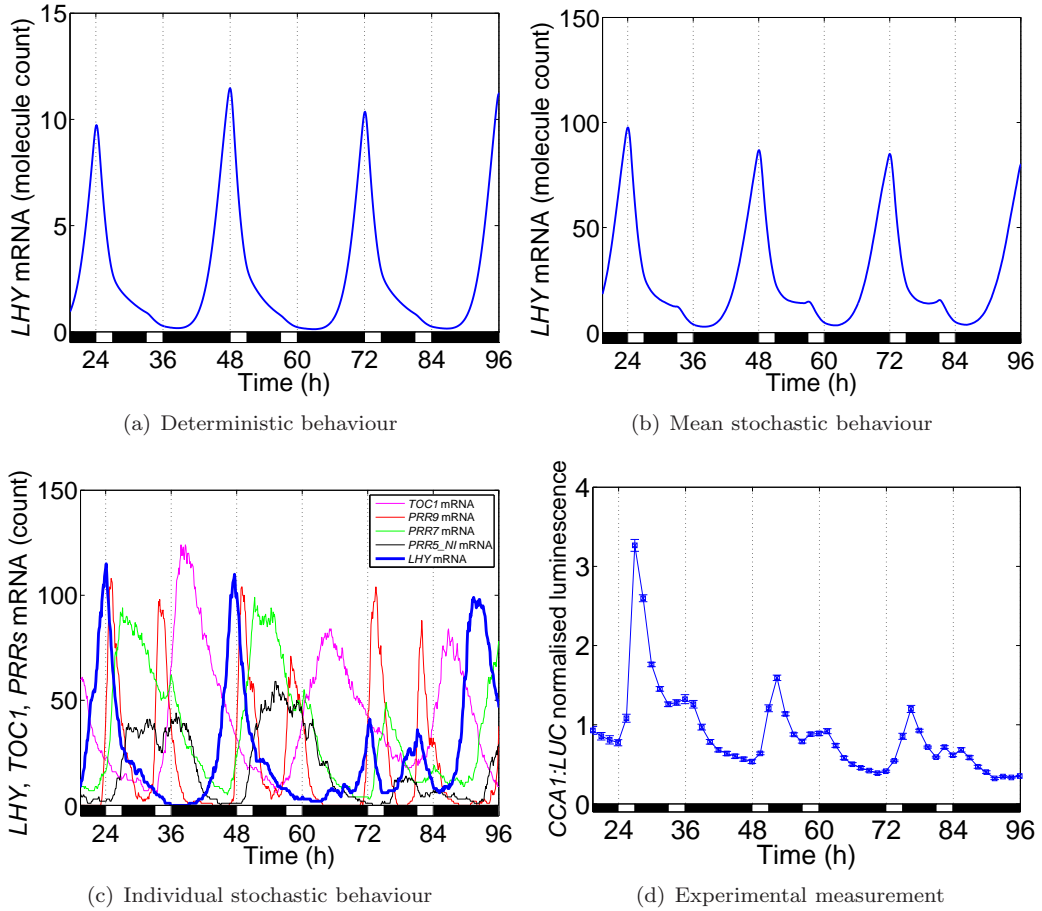 15
10
5
0
LHY mRNA (molecule count)
24 36 48 60 72 84 96
Time (h)
(a) Deterministic behaviour
150
100
50
0
LHY mRNA (molecule count)
24 36 48 60 72 84 96
Time (h)
(b) Mean stochastic behaviour
150
100
50
0
LHY, TOC1, PRRs mRNA (count)
TOC1 mRNA
PRR9 mRNA
PRR7 mRNA
PRR5_NI mRNA
LHY mRNA
24 36 48 60 72 84 96
Time (h)
(c) Individual stochastic behaviour
4
3
2
1
0
CCA1:LUC normalised luminescence
24 36 48 60 72 84 96
Time (h)
(d) Experimental measurement